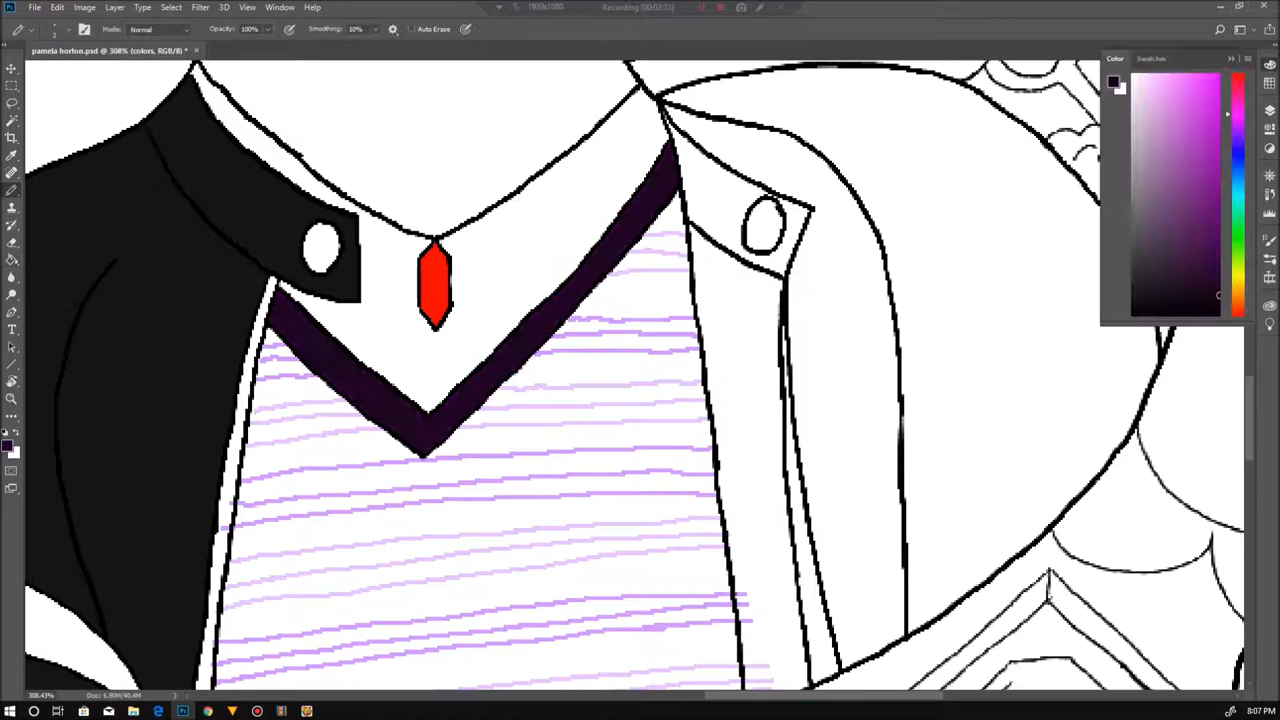 1920x1080
Recording [00:02:23]
File Edit Image Layer Type Select Filter 3D View Window Help
2 Mode: Normal Opacity: 100% Smoothing: 10% Auto Erase
pamela horton.psd @ 308% (colors, RGB/8) * ×
Color Swatches
308.43% Doc: 6.90M/40.4M
8:07 PM